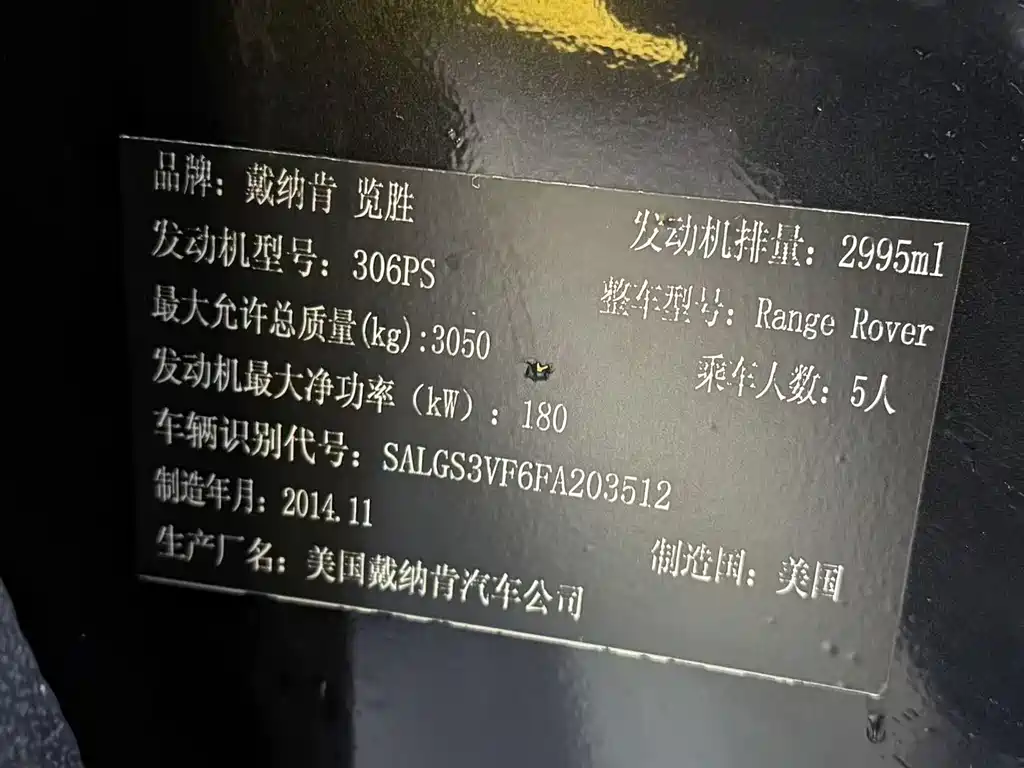 品牌：戴纳肯 览胜
发动机型号：306PS 发动机排量：2995ml
最大允许总质量(kg):3050 整车型号：Range Rover
发动机最大净功率（kW）：180 乘车人数：5人
车辆识别代号：SALGS3VF6FA203512
制造年月：2014.11
生产厂名：美国戴纳肯汽车公司 制造国：美国